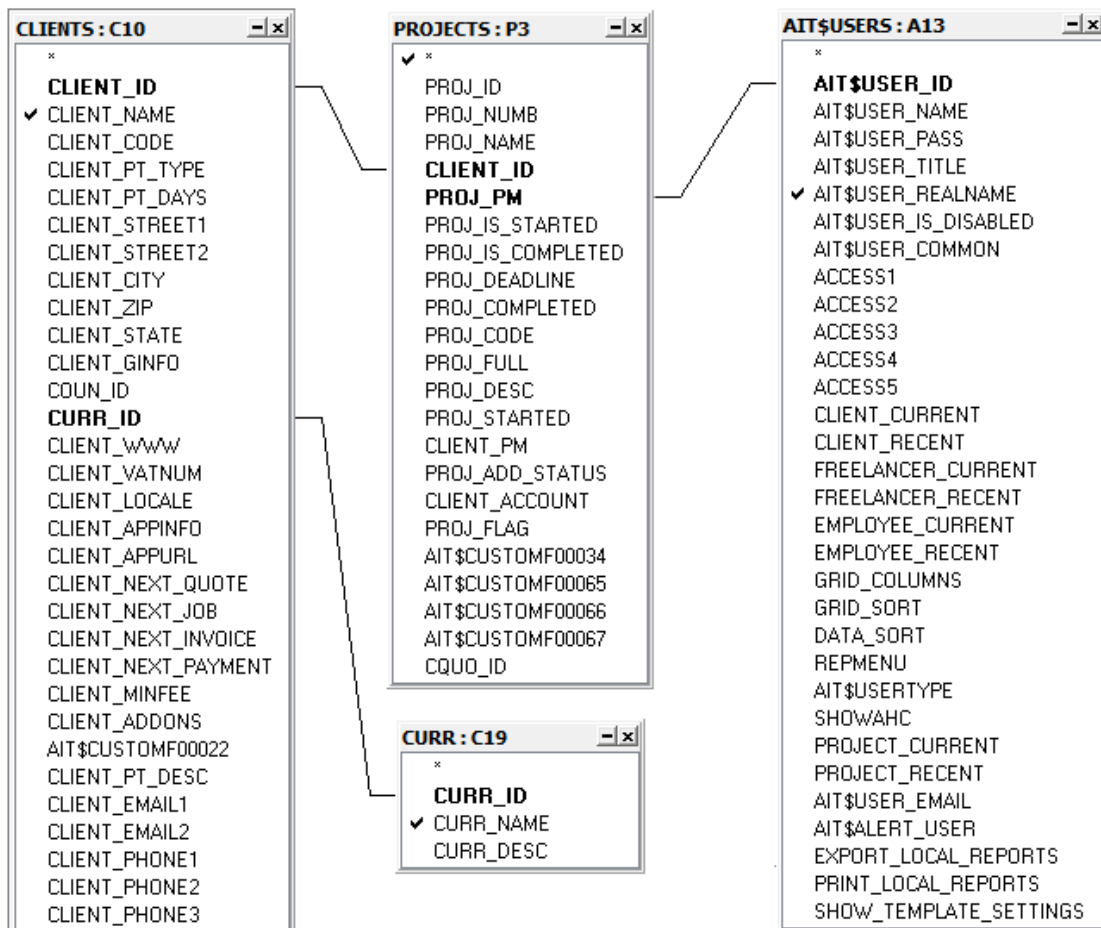 CLIENTS : C10
*
CLIENT_ID
CLIENT_NAME
CLIENT_CODE
CLIENT_PT_TYPE
CLIENT_PT_DAYS
CLIENT_STREET1
CLIENT_STREET2
CLIENT_CITY
CLIENT_ZIP
CLIENT_STATE
CLIENT_GINFO
COUN_ID
CURR_ID
CLIENT_WWW
CLIENT_VATNUM
CLIENT_LOCALE
CLIENT_APPINFO
CLIENT_APPURL
CLIENT_NEXT_QUOTE
CLIENT_NEXT_JOB
CLIENT_NEXT_INVOICE
CLIENT_NEXT_PAYMENT
CLIENT_MINFEE
CLIENT_ADDONS
AIT$CUSTOMF00022
CLIENT_PT_DESC
CLIENT_EMAIL1
CLIENT_EMAIL2
CLIENT_PHONE1
CLIENT_PHONE2
CLIENT_PHONE3
PROJECTS : P3
*
PROJ_ID
PROJ_NUMB
PROJ_NAME
CLIENT_ID
PROJ_PM
PROJ_IS_STARTED
PROJ_IS_COMPLETED
PROJ_DEADLINE
PROJ_COMPLETED
PROJ_CODE
PROJ_FULL
PROJ_DESC
PROJ_STARTED
CLIENT_PM
PROJ_ADD_STATUS
CLIENT_ACCOUNT
PROJ_FLAG
AIT$CUSTOMF00034
AIT$CUSTOMF00065
AIT$CUSTOMF00066
AIT$CUSTOMF00067
CQUO_ID
CURR : C19
*
CURR_ID
CURR_NAME
CURR_DESC
AIT$USERS : A13
*
AIT$USER_ID
AIT$USER_NAME
AIT$USER_PASS
AIT$USER_TITLE
AIT$USER_REALNAME
AIT$USER_IS_DISABLED
AIT$USER_COMMON
ACCESS1
ACCESS2
ACCESS3
ACCESS4
ACCESS5
CLIENT_CURRENT
CLIENT_RECENT
FREELANCER_CURRENT
FREELANCER_RECENT
EMPLOYEE_CURRENT
EMPLOYEE_RECENT
GRID_COLUMNS
GRID_SORT
DATA_SORT
REPMENU
AIT$USERTYPE
SHOWAHC
PROJECT_CURRENT
PROJECT_RECENT
AIT$USER_EMAIL
AIT$ALERT_USER
EXPORT_LOCAL_REPORTS
PRINT_LOCAL_REPORTS
SHOW_TEMPLATE_SETTINGS